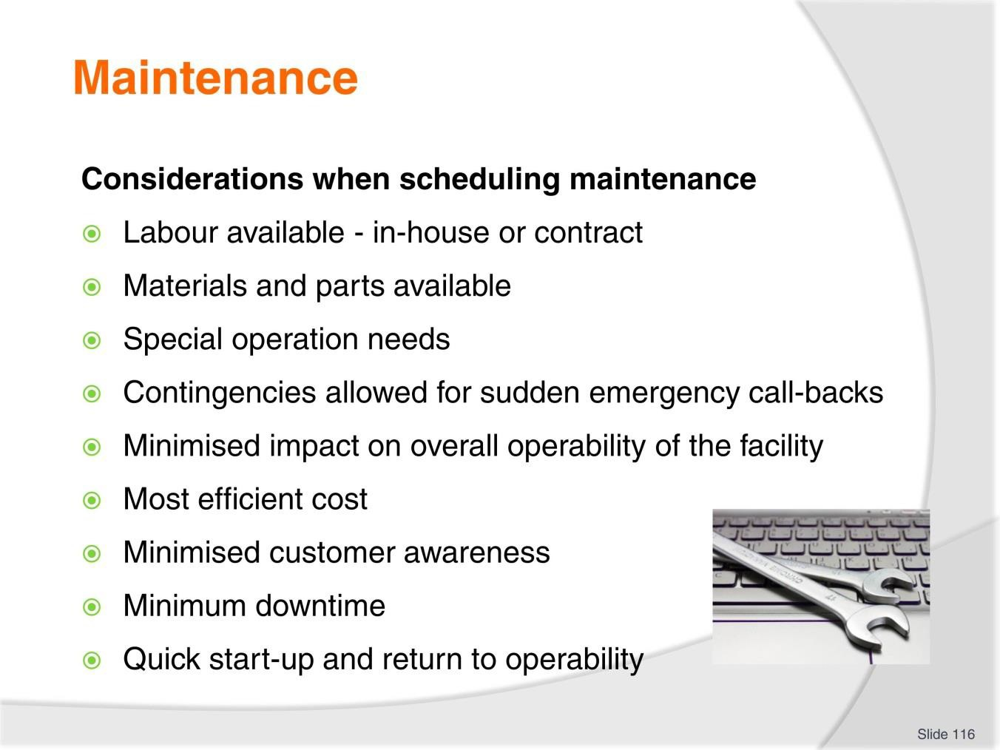 Maintenance
Considerations when scheduling maintenance
Labour available - in-house or contract
Materials and parts available
Special operation needs
Contingencies allowed for sudden emergency call-backs
Minimised impact on overall operability of the facility
Most efficient cost
Minimised customer awareness
Minimum downtime
Quick start-up and return to operability
Slide 116